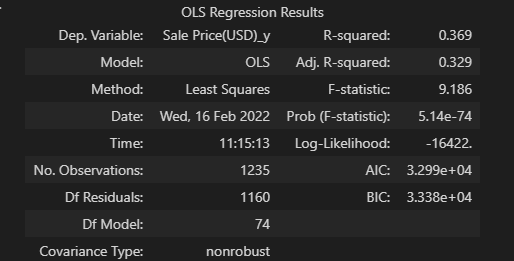 OLS Regression Results
Dep. Variable: Sale Price(USD)_y R-squared: 0.369
Model: OLS Adj. R-squared: 0.329
Method: Least Squares F-statistic: 9.186
Date: Wed, 16 Feb 2022 Prob (F-statistic): 5.14e-74
Time: 11:15:13 Log-Likelihood: -16422.
No. Observations: 1235 AIC: 3.299e+04
Df Residuals: 1160 BIC: 3.338e+04
Df Model: 74
Covariance Type: nonrobust